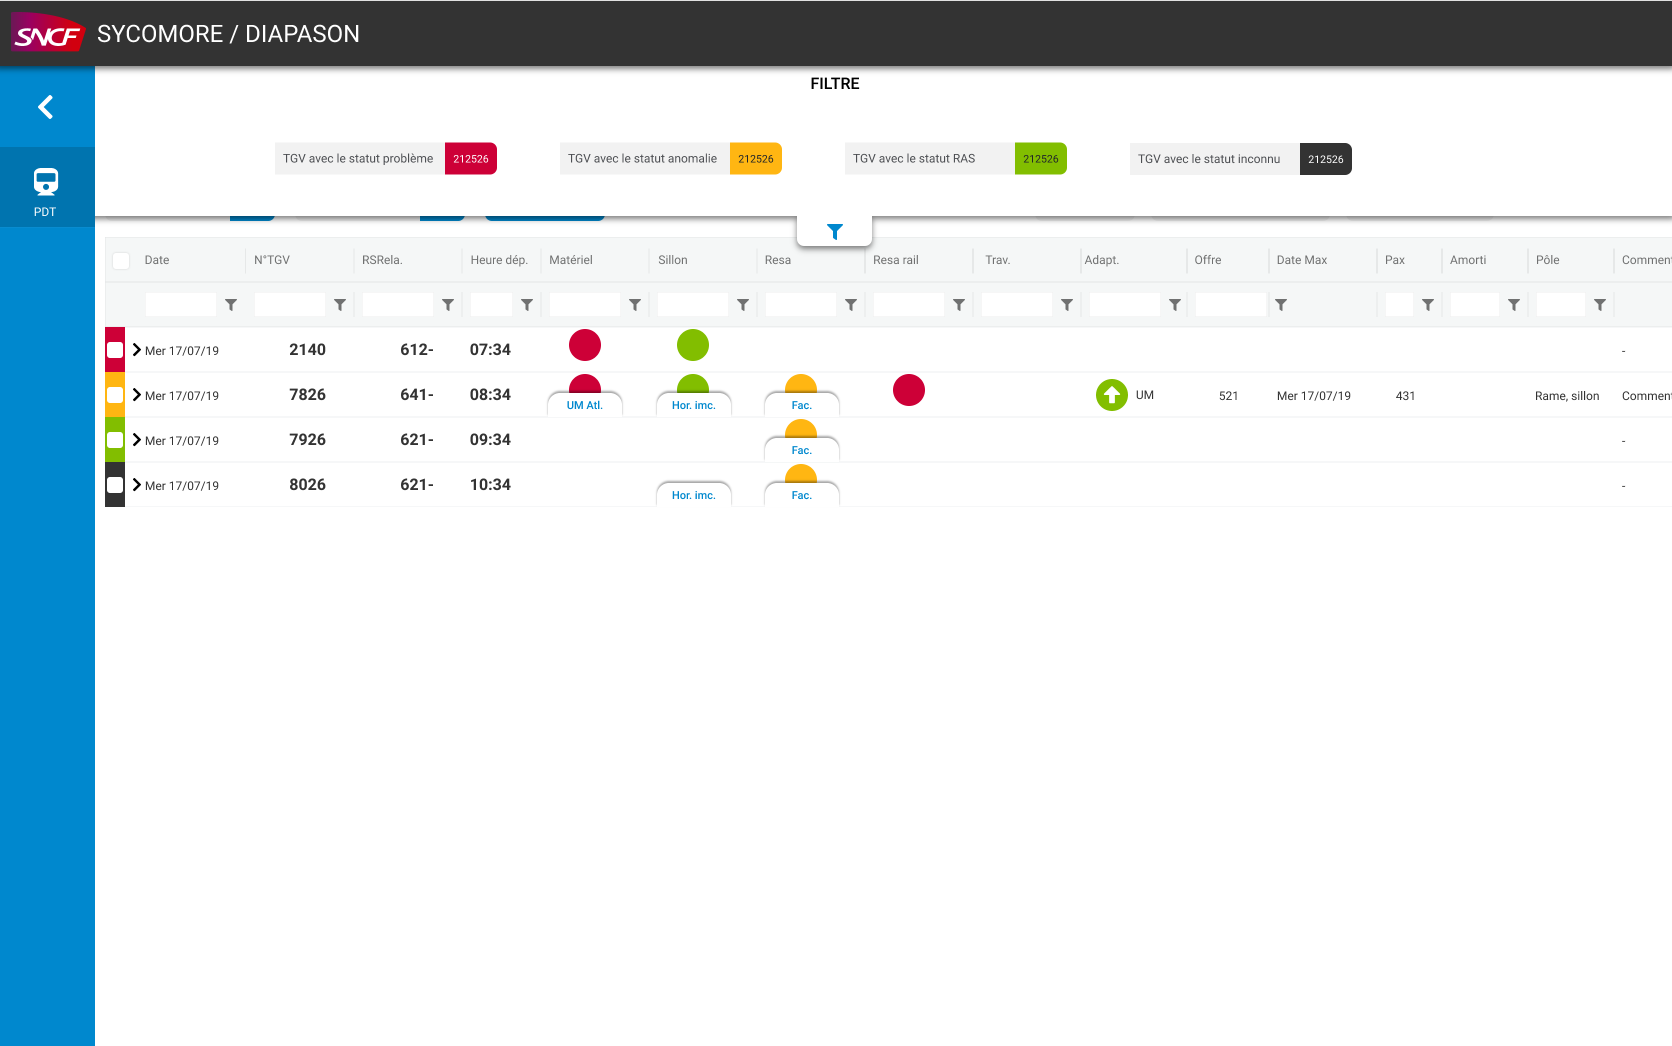 SNCF SYCOMORE / DIAPASON
FILTRE
TGV avec le statut problème 212526 TGV avec le statut anomalie 212526 TGV avec le statut RAS 212526 TGV avec le statut inconnu 212526
PDT
Date N°TGV RSRela. Heure dép. Matériel Sillon Resa Resa rail Trav. Adapt. Offre Date Max Pax Amorti Pôle Comment
Mer 17/07/19 2140 612- 07:34 -
Mer 17/07/19 7826 641- 08:34 UM Atl. Hor. imc. Fac. UM 521 Mer 17/07/19 431 Rame, sillon Comment
Mer 17/07/19 7926 621- 09:34 Fac. -
Mer 17/07/19 8026 621- 10:34 Hor. imc. Fac. -